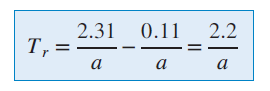 T_r = 2.31/a − 0.11/a = 2.2/a